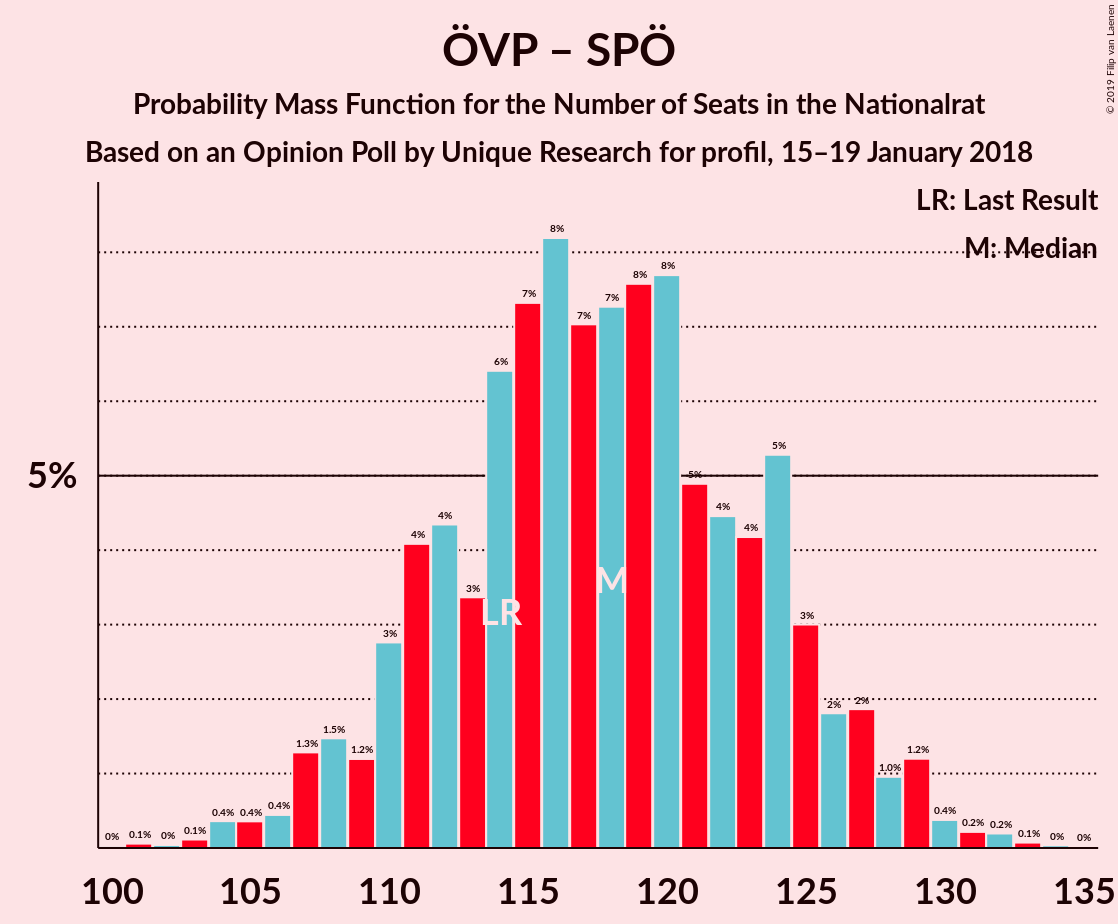 ÖVP – SPÖ
Probability Mass Function for the Number of Seats in the Nationalrat
Based on an Opinion Poll by Unique Research for profil, 15–19 January 2018
© 2019 Filip van Laenen
LR: Last Result
M: Median
5%
0% 0.1% 0% 0.1% 0.4% 0.4% 0.4% 1.3% 1.5% 1.2% 3% 4% 4% 3% 6% 7% 8% 7% 7% 8% 8% 5% 4% 4% 5% 3% 2% 2% 1.0% 1.2% 0.4% 0.2% 0.2% 0.1% 0% 0%
LR
M
100 105 110 115 120 125 130 135